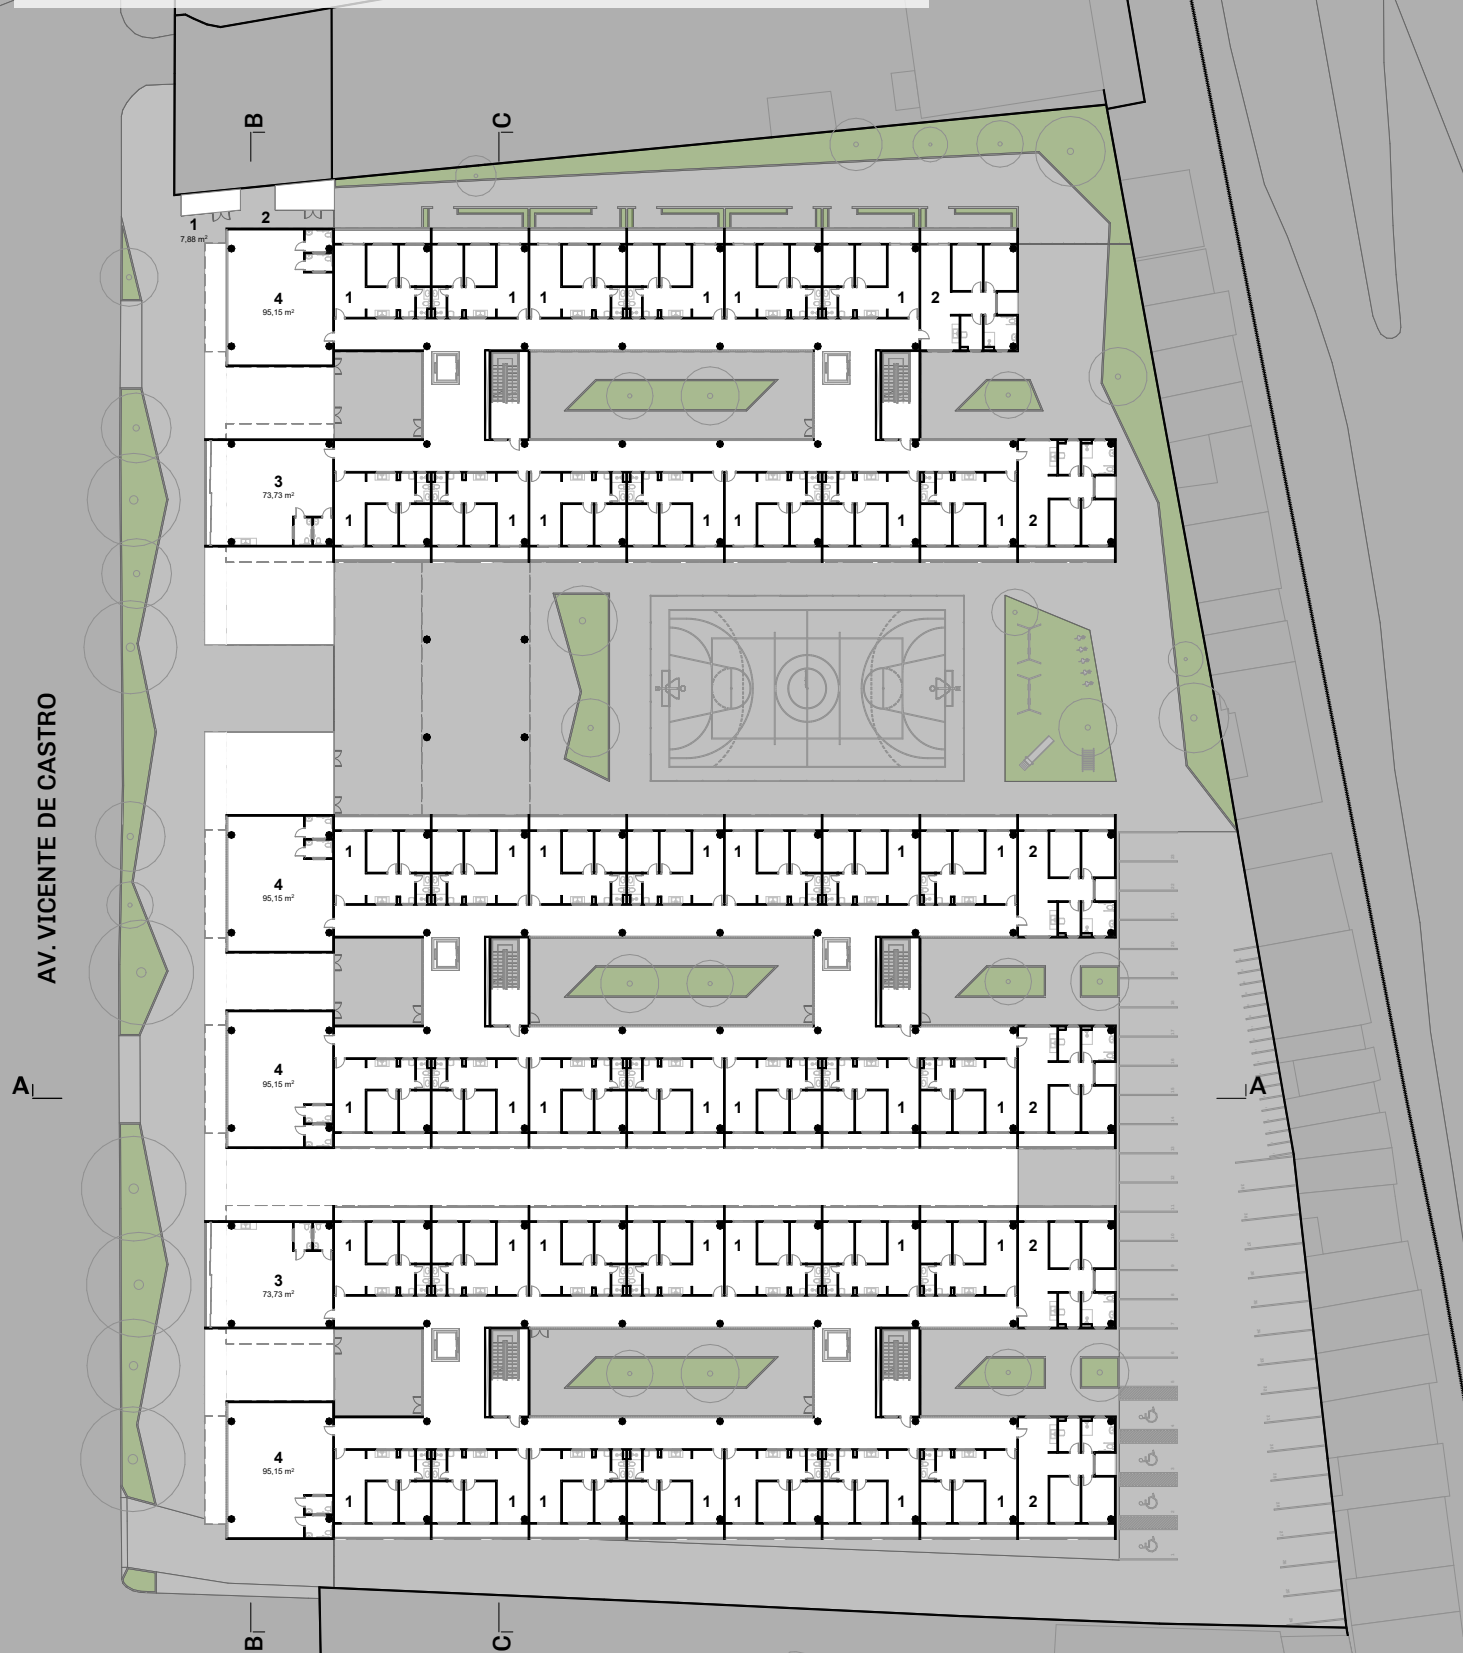 B
C
1
7,88 m²
2
4
95,15 m²
1 1 1 1 1 1 2
3
73,73 m²
1 1 1 1 1 1 1 2
AV. VICENTE DE CASTRO
4
95,15 m²
1 1 1 1 1 1 1 2
4
95,15 m²
1 1 1 1 1 1 1 2
A
A
3
73,73 m²
1 1 1 1 1 1 1 2
4
95,15 m²
1 1 1 1 1 1 1 2
B
C